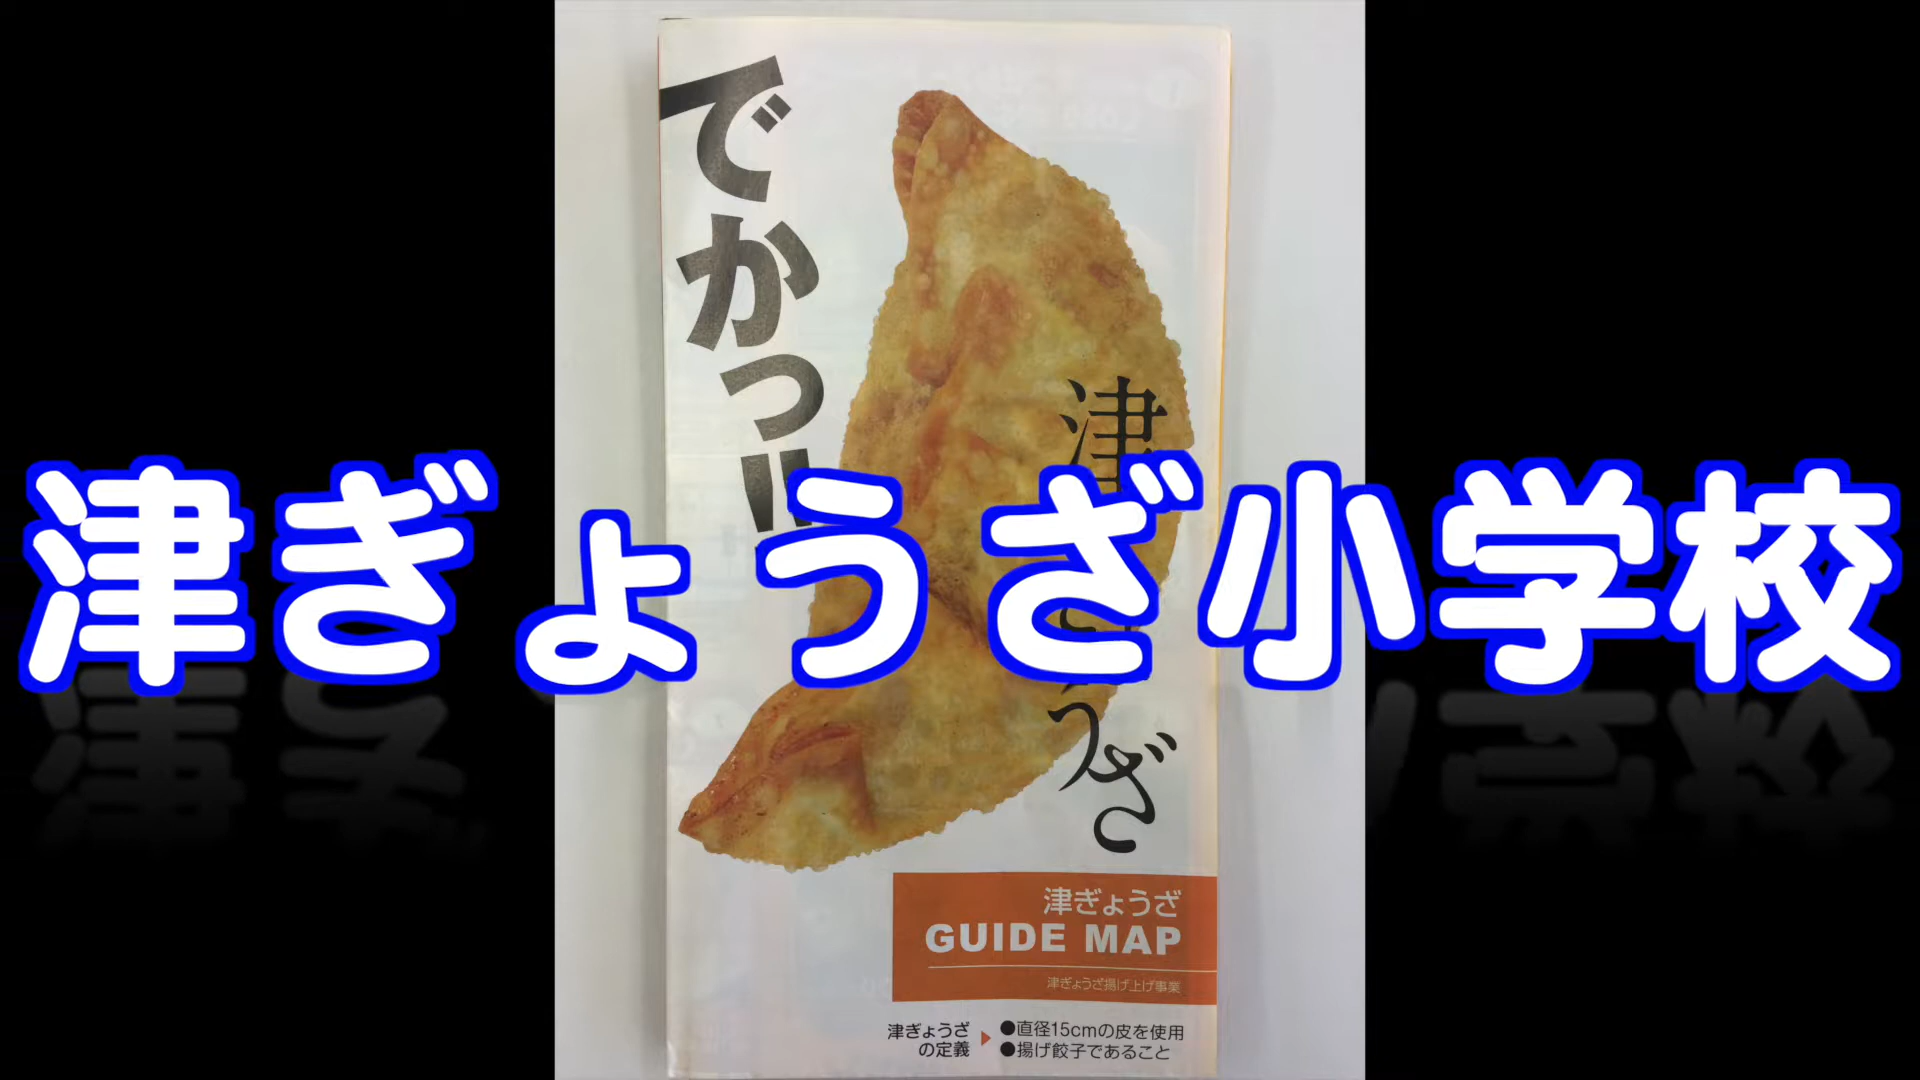 でかっ!!
津ぎょうざ
津ぎょうざ小学校
津ぎょうざ
GUIDE MAP
津ぎょうざ揚げ上げ事業
津ぎょうざ
の定義
●直径15cmの皮を使用
●揚げ餃子であること